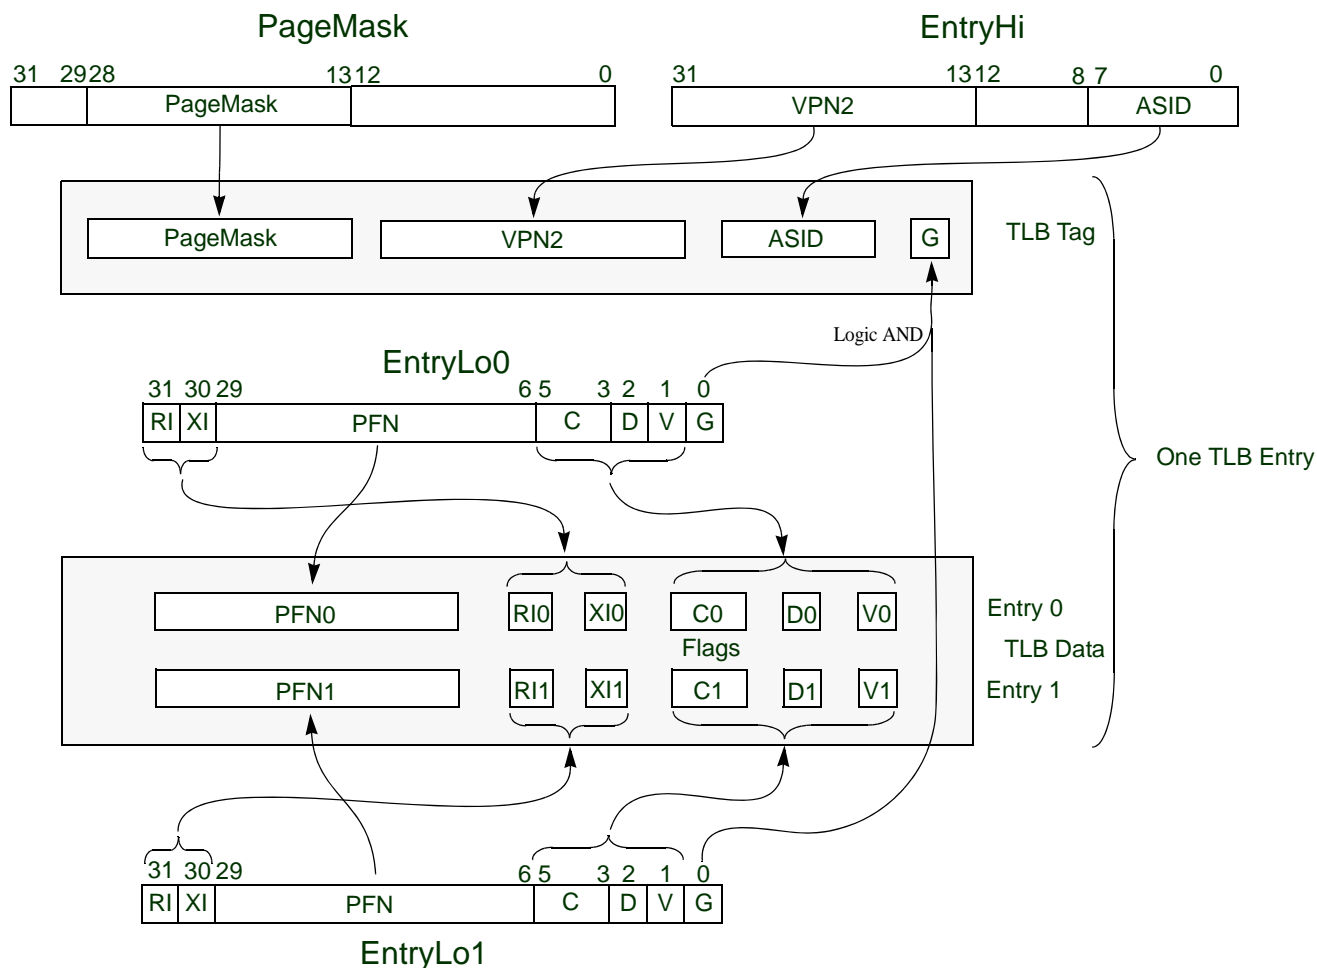 PageMask EntryHi
31 29 28 13 12 0 31 13 12 8 7 0
PageMask VPN2 ASID
PageMask VPN2 ASID G TLB Tag
Logic AND
EntryLo0
31 30 29 6 5 3 2 1 0
RI XI PFN C D V G
One TLB Entry
PFN0 RI0 XI0 C0 D0 V0 Entry 0
Flags TLB Data
PFN1 RI1 XI1 C1 D1 V1 Entry 1
31 30 29 6 5 3 2 1 0
RI XI PFN C D V G
EntryLo1